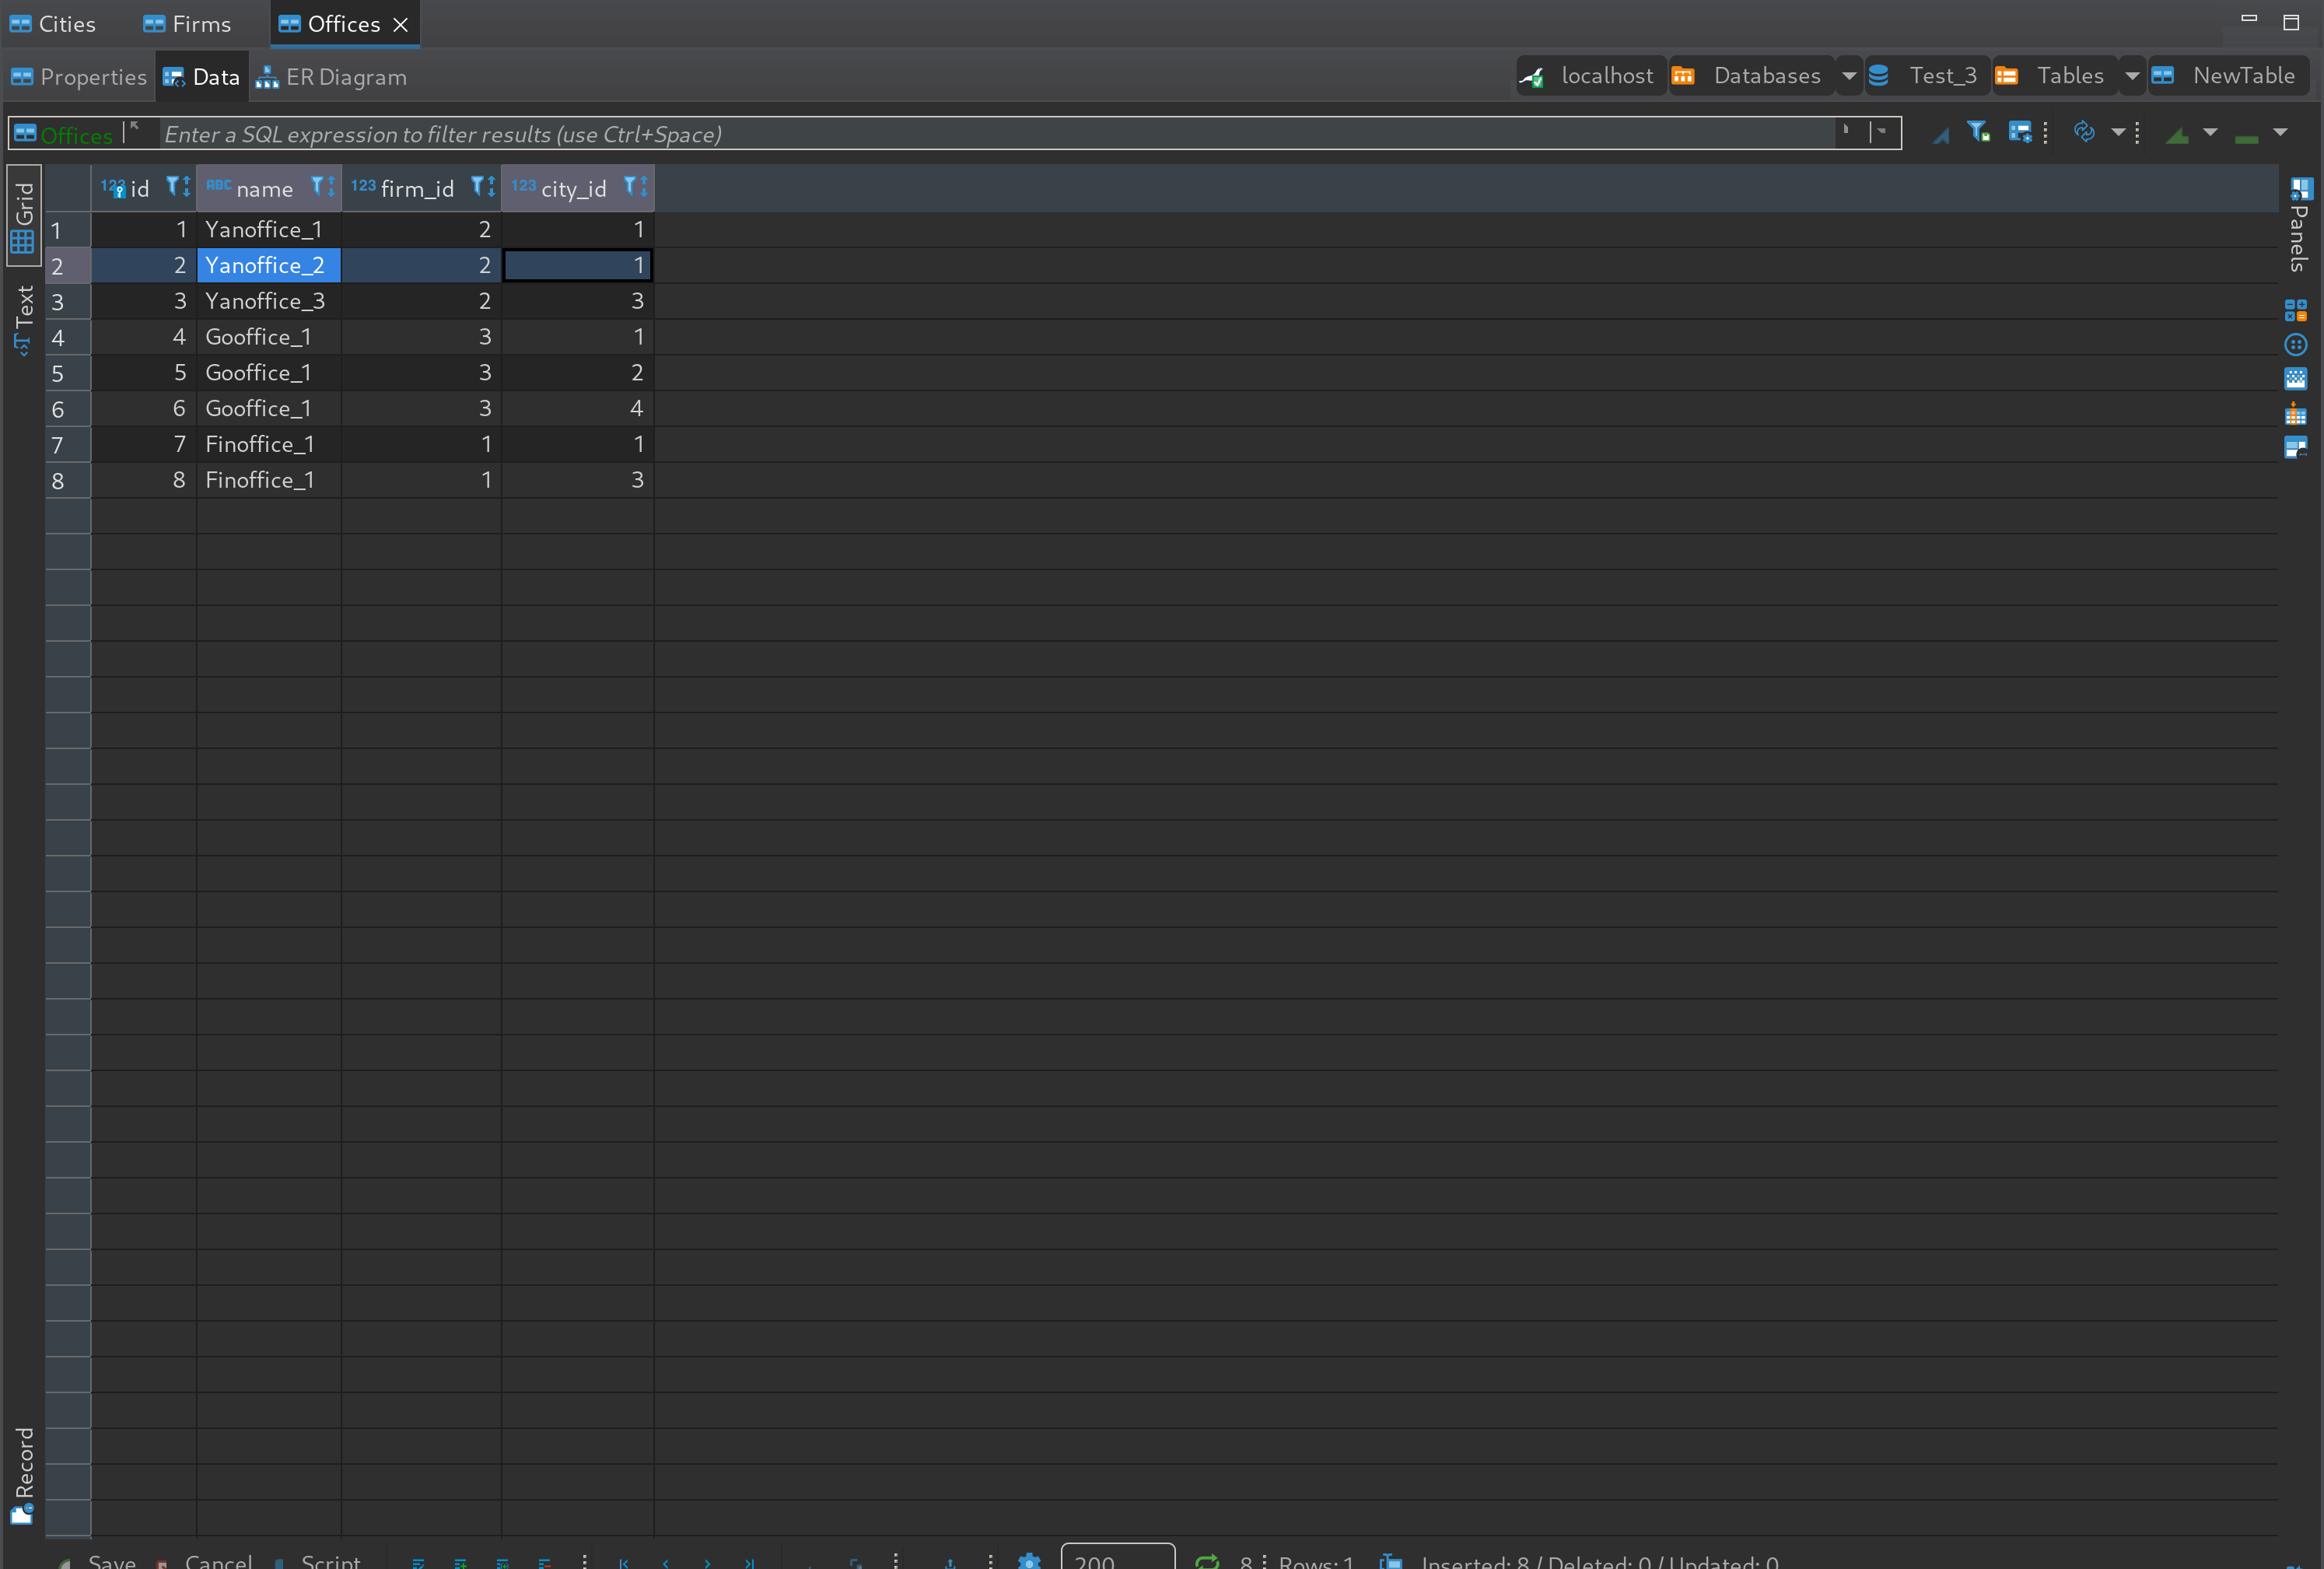 Cities Firms Offices
Properties Data ER Diagram localhost Databases Test_3 Tables NewTable
Offices Enter a SQL expression to filter results (use Ctrl+Space)
Grid
Text
Record
Panels
123 id ABC name 123 firm_id 123 city_id
1 1 Yanoffice_1 2 1
2 2 Yanoffice_2 2 1
3 3 Yanoffice_3 2 3
4 4 Gooffice_1 3 1
5 5 Gooffice_1 3 2
6 6 Gooffice_1 3 4
7 7 Finoffice_1 1 1
8 8 Finoffice_1 1 3
Save Cancel Script 200 8 Rows: 1 Inserted: 8 / Deleted: 0 / Updated: 0